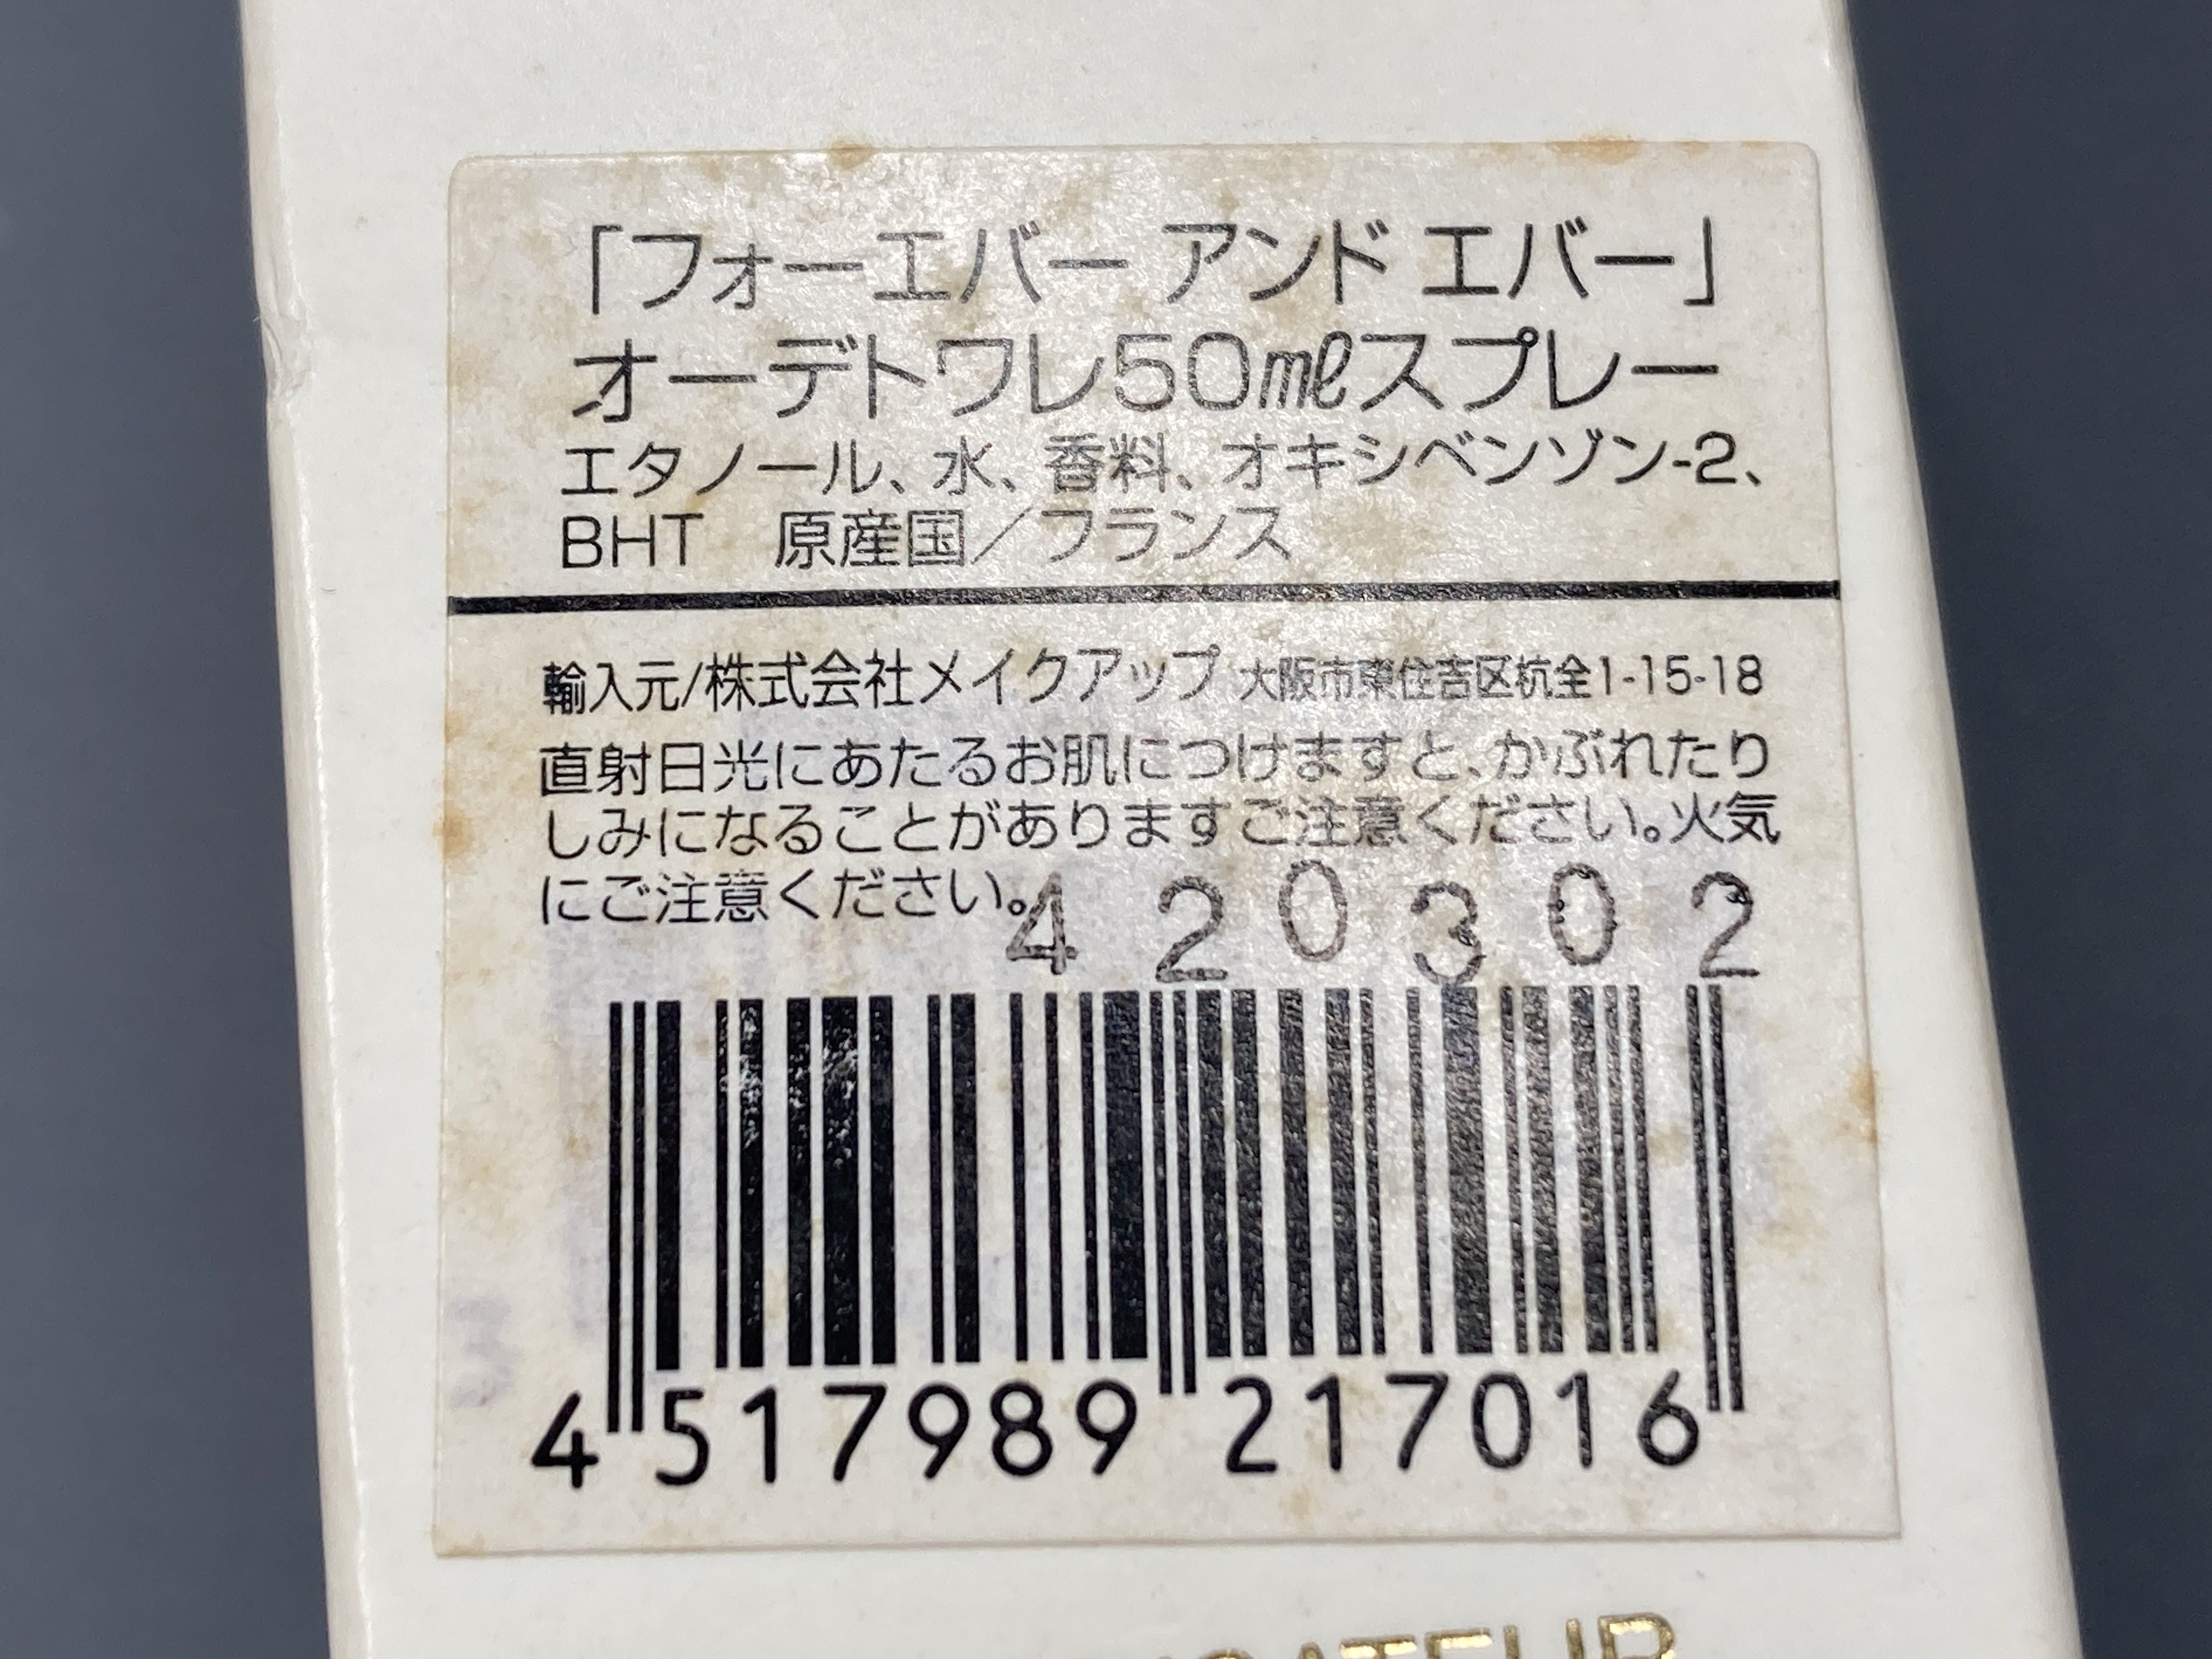 「フォーエバー アンド エバー」
オーデトワレ50mlスプレー
エタノール、水、香料、オキシベンゾン-2、
BHT　原産国／フランス
輸入元/株式会社メイクアップ 大阪市東住吉区杭全1-15-18
直射日光にあたるお肌につけますと、かぶれたり
しみになることがありますご注意ください。火気
にご注意ください。
420302
4 517989 217016